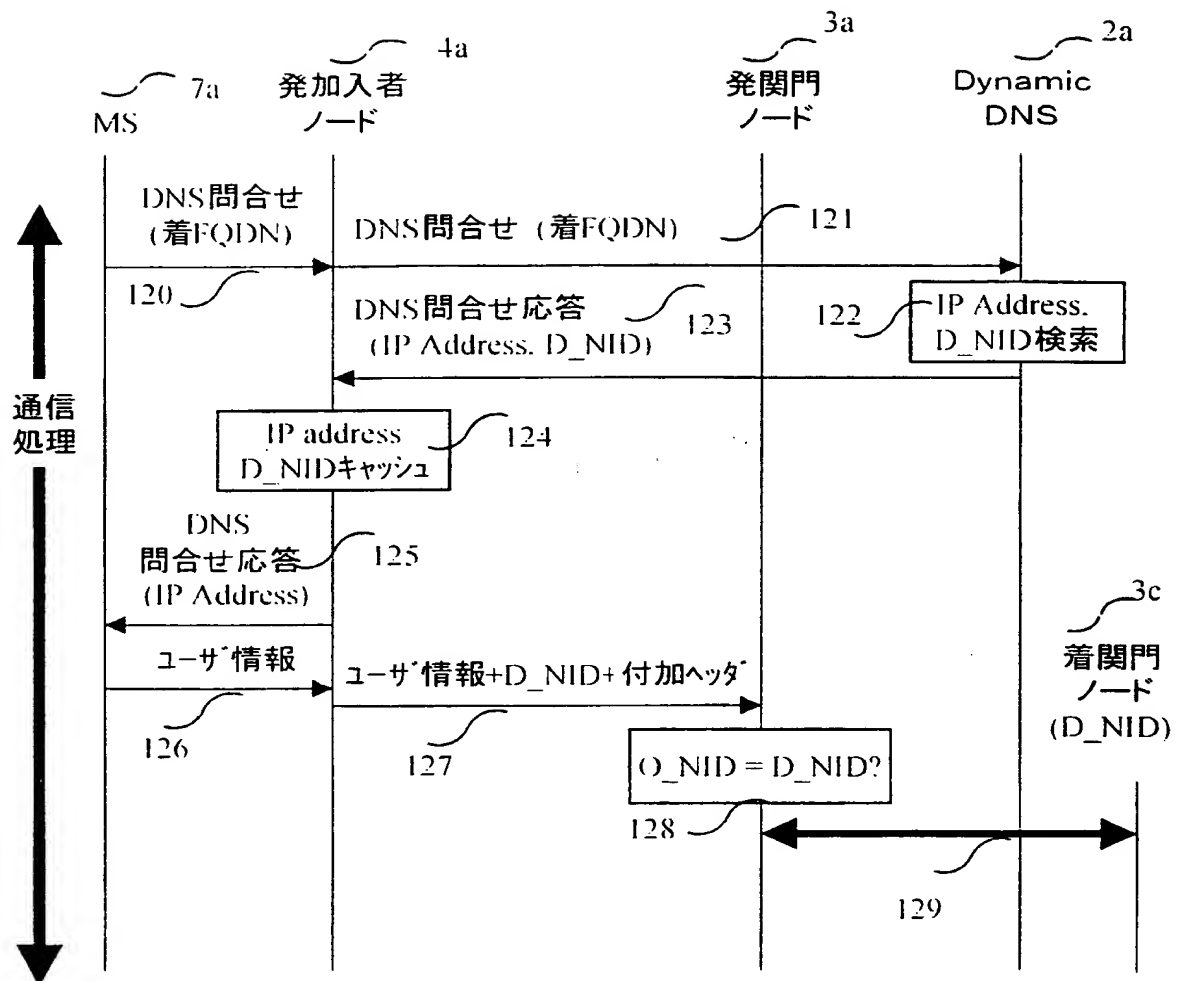 7a
MS
4a
発加入者
ノード
3a
発関門
ノード
2a
Dynamic
DNS
DNS問合せ
(着FQDN)
120
DNS問合せ (着FQDN)
121
122
IP Address.
D_NID検索
DNS問合せ応答
(IP Address. D_NID)
123
通信
処理
IP address
D_NIDキャッシュ
124
DNS
問合せ応答
(IP Address)
125
ユーザ情報
126
ユーザ情報+D_NID+付加ヘッダ
127
O_NID = D_NID?
128
3c
着関門
ノード
(D_NID)
129